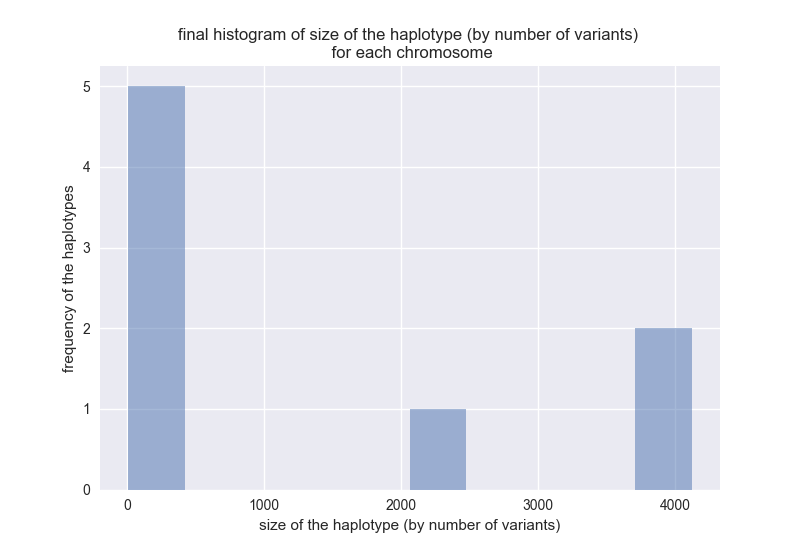 final histogram of size of the haplotype (by number of variants)
for each chromosome
frequency of the haplotypes
5
4
3
2
1
0
0 1000 2000 3000 4000
size of the haplotype (by number of variants)